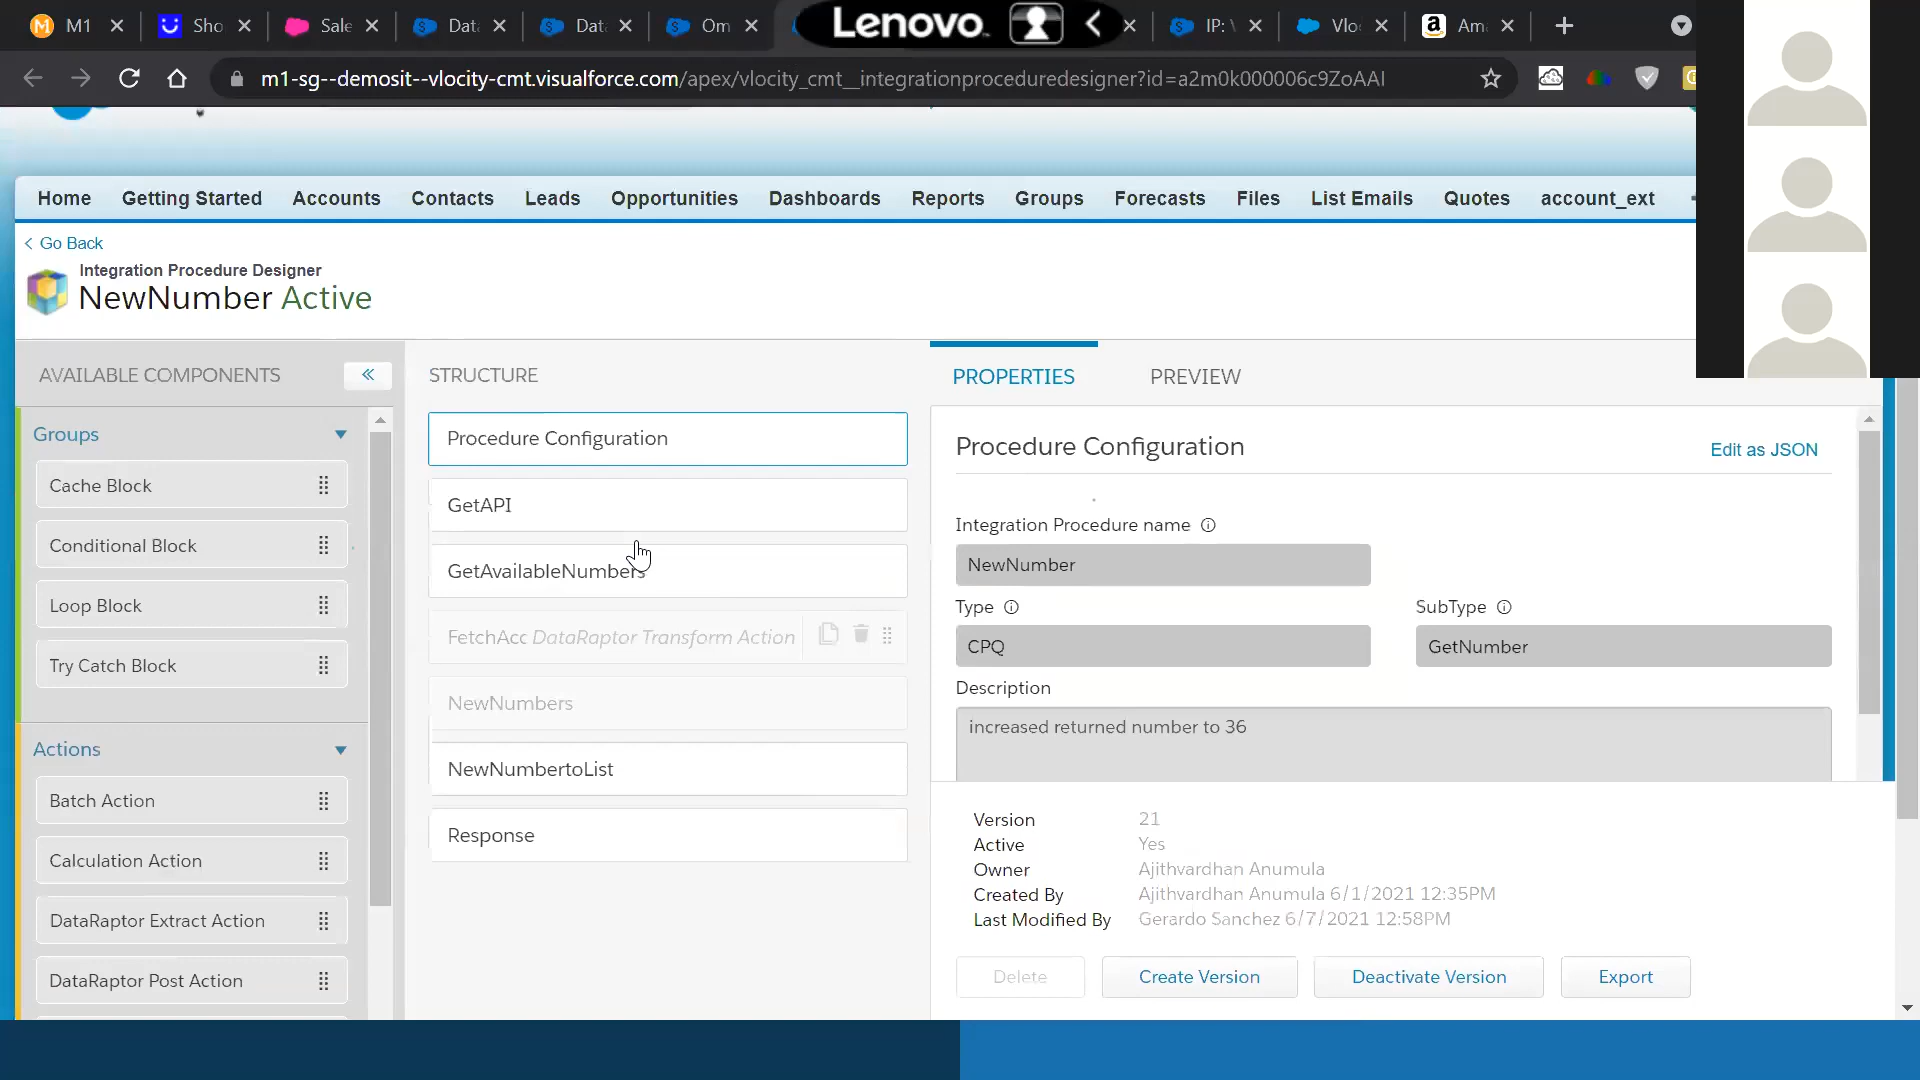 M1
Sho
Sale
Data
Data
Om
Lenovo
IP: V
Vlo
Am
m1-sg--demosit--vlocity-cmt.visualforce.com/apex/vlocity_cmt__integrationproceduredesigner?id=a2m0k000006c9ZoAAI
Home Getting Started Accounts Contacts Leads Opportunities Dashboards Reports Groups Forecasts Files List Emails Quotes account_ext
Go Back
Integration Procedure Designer
NewNumber Active
AVAILABLE COMPONENTS
Groups
Cache Block
Conditional Block
Loop Block
Try Catch Block
Actions
Batch Action
Calculation Action
DataRaptor Extract Action
DataRaptor Post Action
STRUCTURE
Procedure Configuration
GetAPI
GetAvailableNumbers
FetchAcc DataRaptor Transform Action
NewNumbers
NewNumbertoList
Response
PROPERTIES PREVIEW
Procedure Configuration
Edit as JSON
Integration Procedure name
NewNumber
Type SubType
CPQ GetNumber
Description
increased returned number to 36
Version 21
Active Yes
Owner Ajithvardhan Anumula
Created By Ajithvardhan Anumula 6/1/2021 12:35PM
Last Modified By Gerardo Sanchez 6/7/2021 12:58PM
Delete Create Version Deactivate Version Export